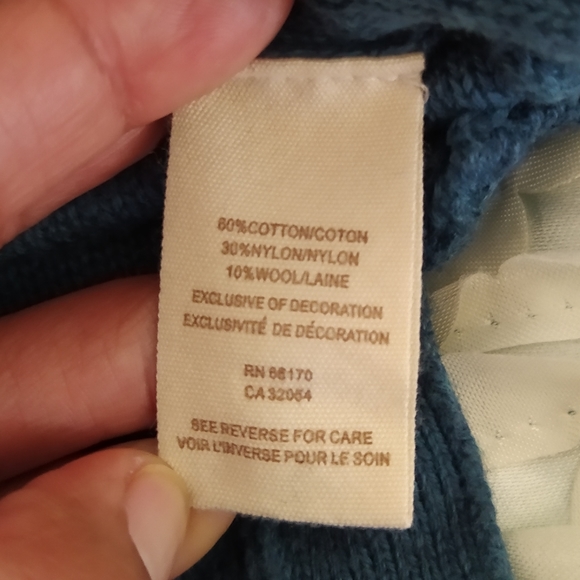 60%COTTON/COTON
30%NYLON/NYLON
10%WOOL/LAINE
EXCLUSIVE OF DECORATION
EXCLUSIVITÉ DE DÉCORATION
RN 66170
CA 32054
SEE REVERSE FOR CARE
VOIR L'INVERSE POUR LE SOIN